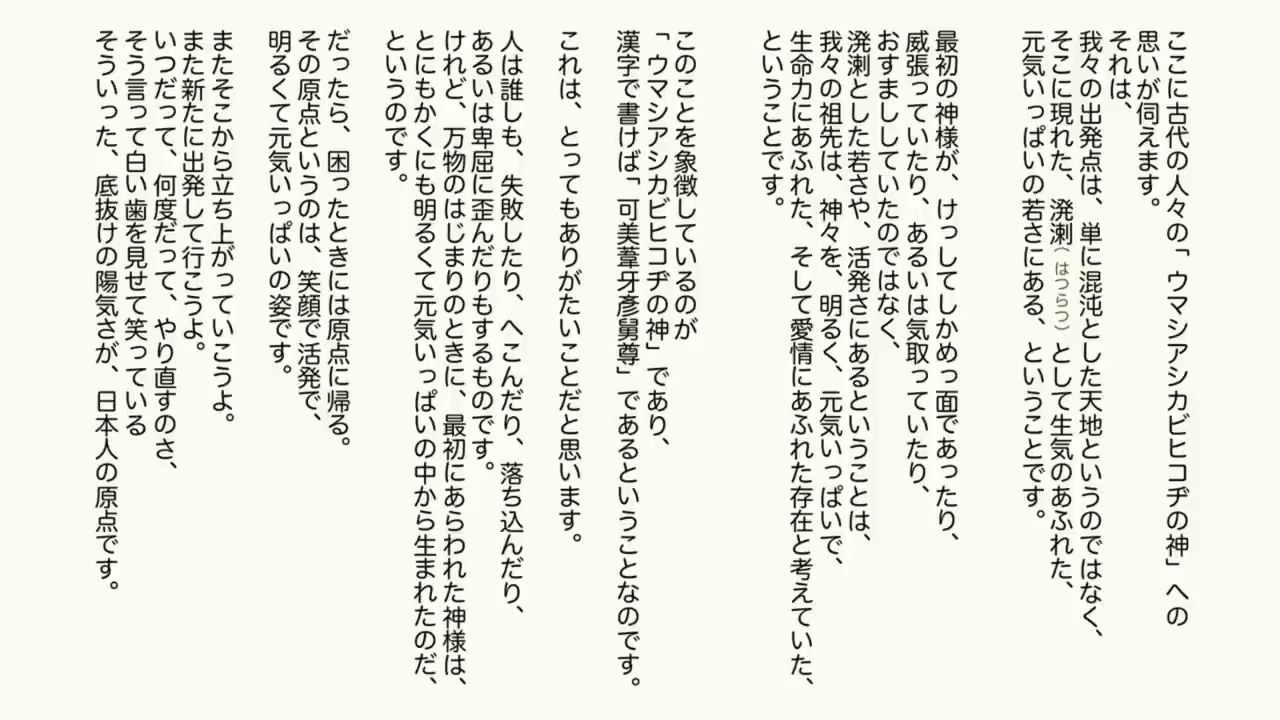 ここに古代の人々の「ウマシアシカビヒコヂの神」への
思いが伺えます。
それは、
我々の出発点は、単に混沌とした天地というのではなく、
そこに現れた、溌溂（はつらつ）として生気のあふれた、
元気いっぱいの若さにある、ということです。
最初の神様が、けっしてしかめっ面であったり、
威張っていたり、あるいは気取っていたり、
おすまししていたのではなく、
溌溂とした若さや、活発さにあるということは、
我々の祖先は、神々を、明るく、元気いっぱいで、
生命力にあふれた、そして愛情にあふれた存在と考えていた、
ということです。
このことを象徴しているのが
「ウマシアシカビヒコヂの神」であり、
漢字で書けば「可美葦牙彥舅尊」であるということなのです。
これは、とってもありがたいことだと思います。
人は誰しも、失敗したり、へこんだり、落ち込んだり、
あるいは卑屈に歪んだりもするものです。
けれど、万物のはじまりのときに、最初にあらわれた神様は、
とにもかくにも明るくて元気いっぱいの中から生まれたのだ、
というのです。
だったら、困ったときには原点に帰る。
その原点というのは、笑顔で活発で、
明るくて元気いっぱいの姿です。
またそこから立ち上がっていこうよ。
また新たに出発して行こうよ。
いつだって、何度だって、やり直すのさ、
そう言って白い歯を見せて笑っている
そういった、底抜けの陽気さが、日本人の原点です。